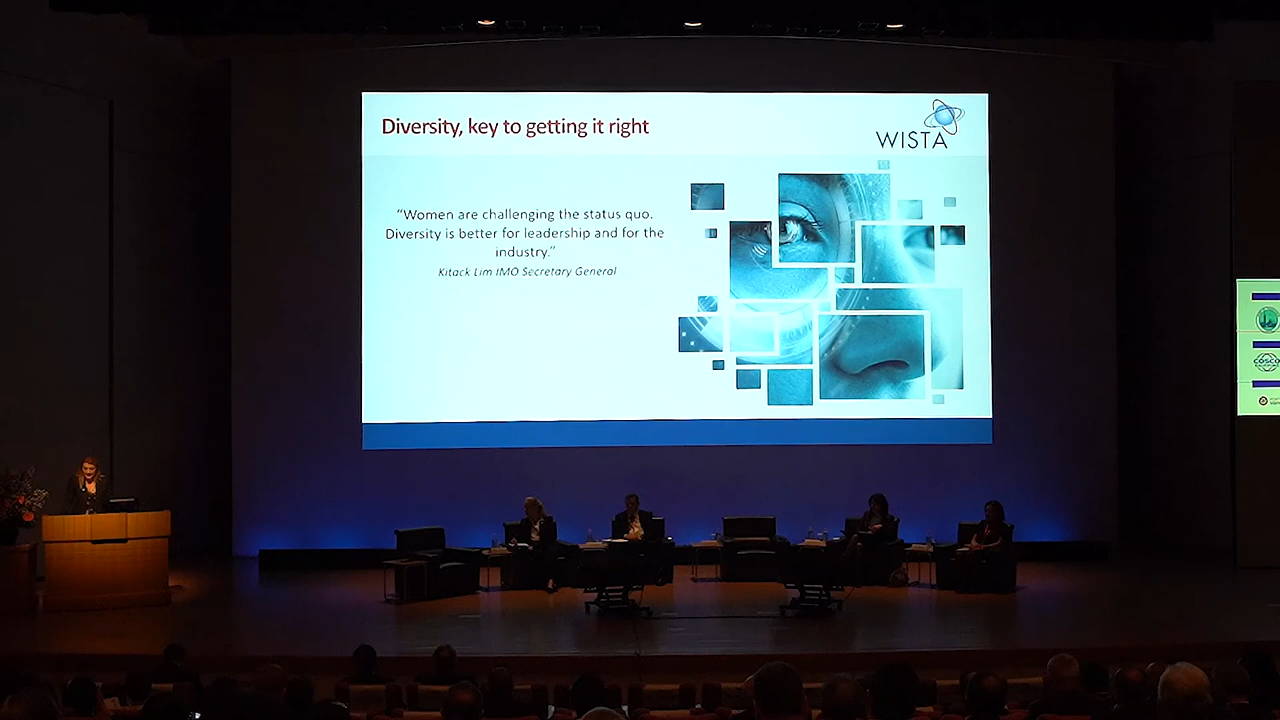 Diversity, key to getting it right
WISTA
“Women are challenging the status quo.
Diversity is better for leadership and for the
industry.”
Kitack Lim IMO Secretary General
COSCO